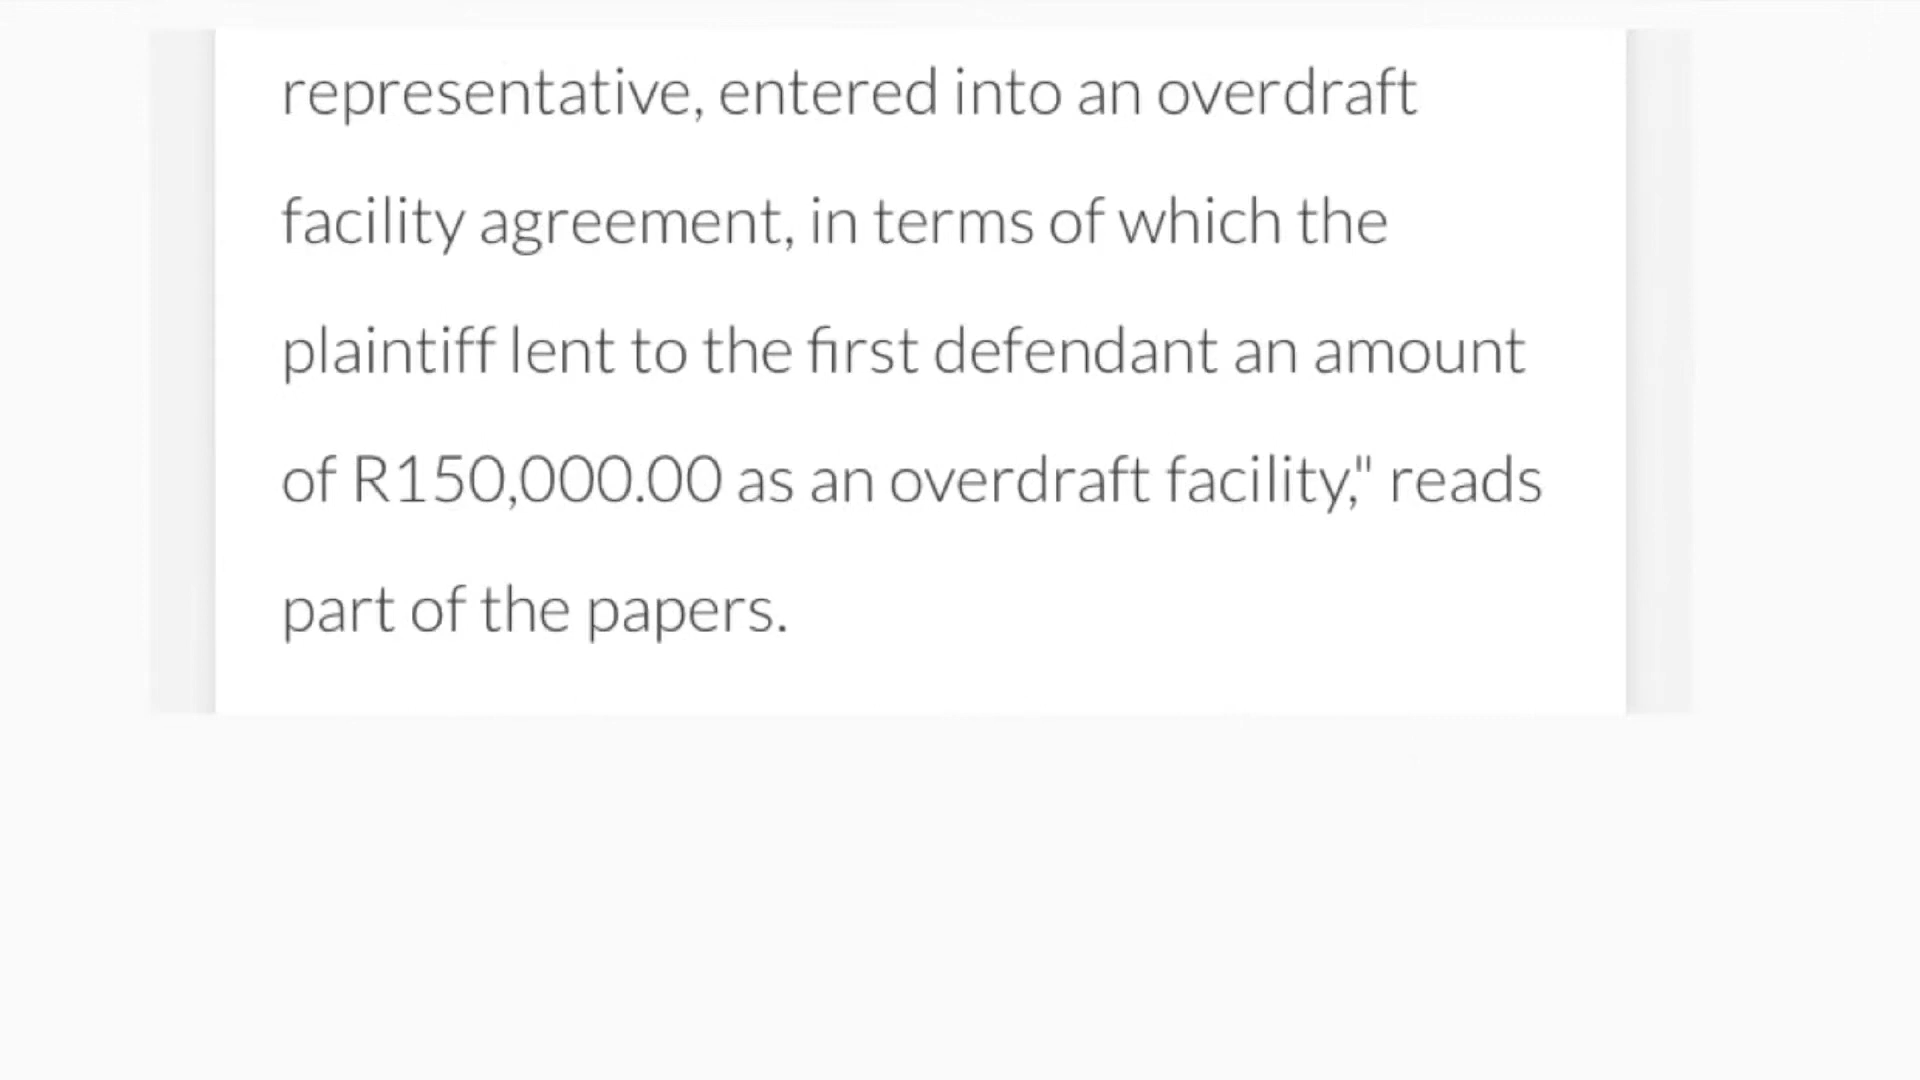 representative, entered into an overdraft
facility agreement, in terms of which the
plaintiff lent to the first defendant an amount
of R150,000.00 as an overdraft facility," reads
part of the papers.